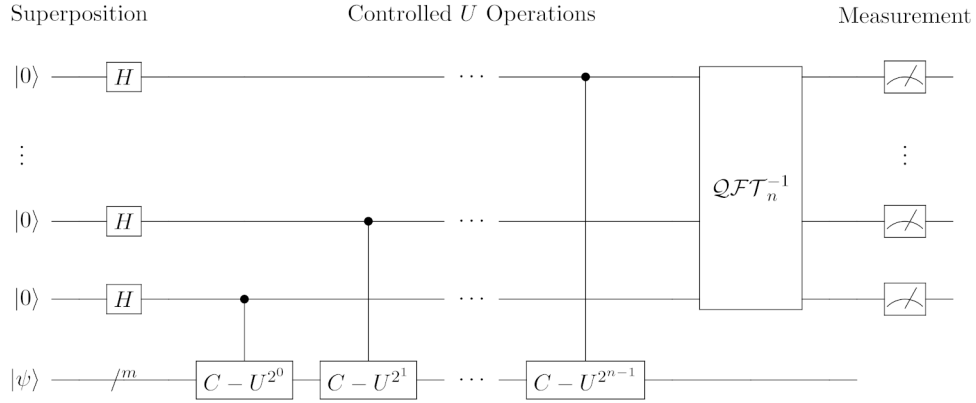 Superposition Controlled U Operations Measurement
|0⟩ H ⋯
⋮ ⋮
QFT_n^{-1}
|0⟩ H ⋯
|0⟩ H ⋯
|ψ⟩ /^m C − U^{2^0} C − U^{2^1} ⋯ C − U^{2^{n−1}}